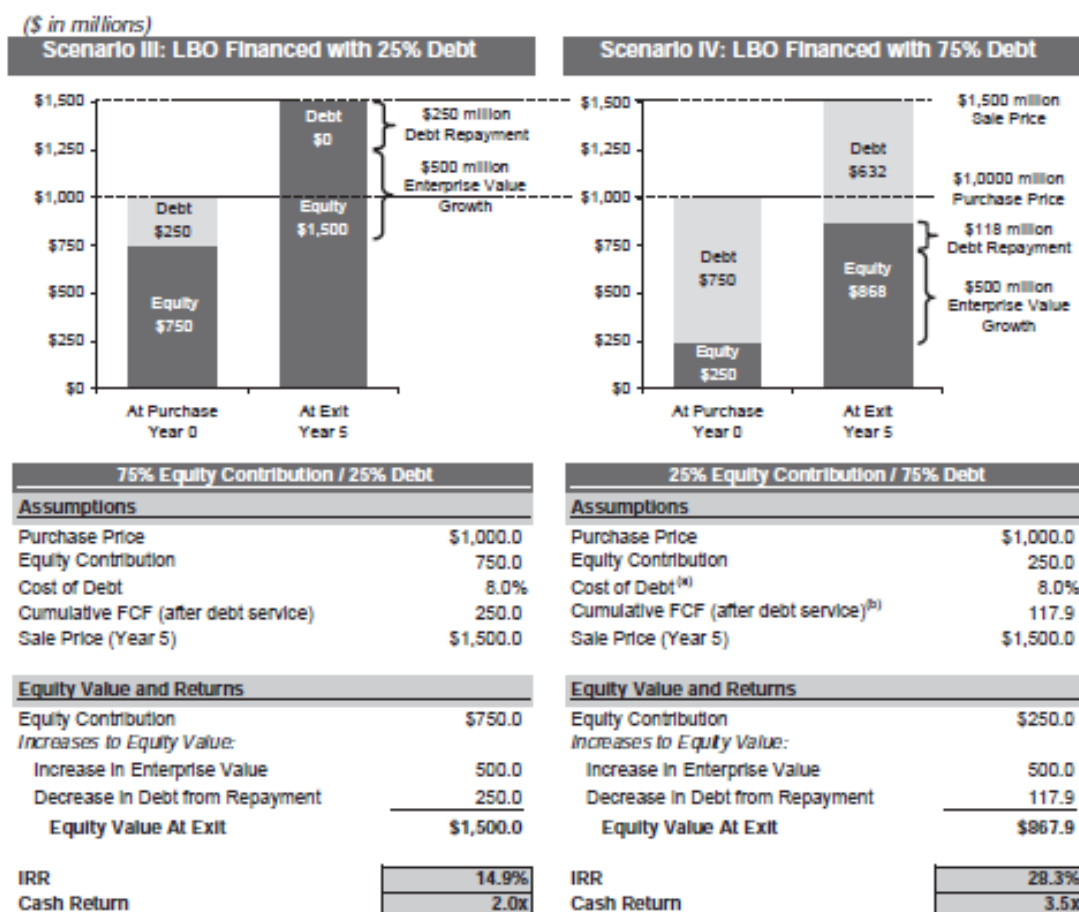 ($ in millions)
Scenario III: LBO Financed with 25% Debt
$1,500
$1,250
$1,000
$750
$500
$250
$0
Debt
$250
Equity
$750
Debt
$0
Equity
$1,500
$250 million
Debt Repayment
$500 million
Enterprise Value
Growth
At Purchase
Year 0
At Exit
Year 5
Scenario IV: LBO Financed with 75% Debt
$1,500
$1,250
$1,000
$750
$500
$250
$0
Debt
$750
Equity
$250
Debt
$632
Equity
$868
$1,500 million
Sale Price
$1,0000 million
Purchase Price
$118 million
Debt Repayment
$500 million
Enterprise Value
Growth
At Purchase
Year 0
At Exit
Year 5
75% Equity Contribution / 25% Debt
Assumptions
Purchase Price $1,000.0
Equity Contribution 750.0
Cost of Debt 8.0%
Cumulative FCF (after debt service) 250.0
Sale Price (Year 5) $1,500.0
Equity Value and Returns
Equity Contribution $750.0
Increases to Equity Value:
Increase in Enterprise Value 500.0
Decrease in Debt from Repayment 250.0
Equity Value At Exit $1,500.0
IRR 14.9%
Cash Return 2.0x
25% Equity Contribution / 75% Debt
Assumptions
Purchase Price $1,000.0
Equity Contribution 250.0
Cost of Debt(a) 8.0%
Cumulative FCF (after debt service)(b) 117.9
Sale Price (Year 5) $1,500.0
Equity Value and Returns
Equity Contribution $250.0
Increases to Equity Value:
Increase in Enterprise Value 500.0
Decrease in Debt from Repayment 117.9
Equity Value At Exit $867.9
IRR 28.3%
Cash Return 3.5x